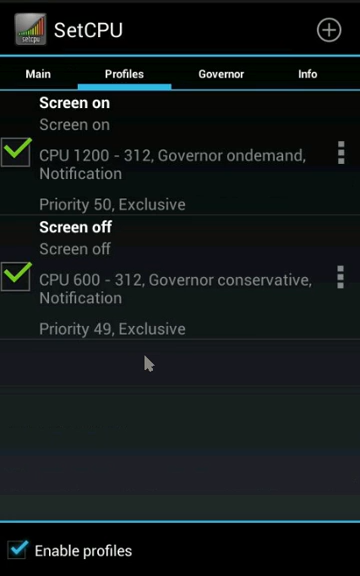 setcpu
SetCPU
Main
Profiles
Governor
Info
Screen on
Screen on
CPU 1200 - 312, Governor ondemand,
Notification
Priority 50, Exclusive
Screen off
Screen off
CPU 600 - 312, Governor conservative,
Notification
Priority 49, Exclusive
Enable profiles